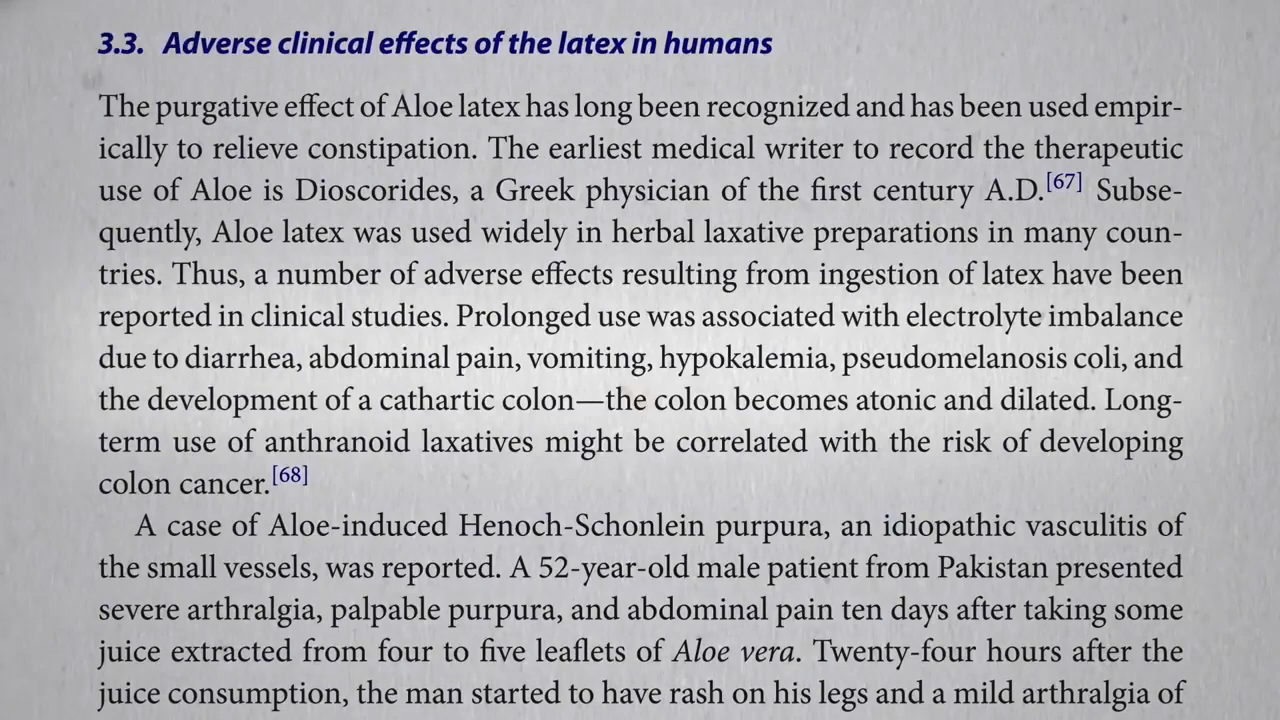 3.3. Adverse clinical effects of the latex in humans
The purgative effect of Aloe latex has long been recognized and has been used empir-
ically to relieve constipation. The earliest medical writer to record the therapeutic
use of Aloe is Dioscorides, a Greek physician of the first century A.D.[67] Subse-
quently, Aloe latex was used widely in herbal laxative preparations in many coun-
tries. Thus, a number of adverse effects resulting from ingestion of latex have been
reported in clinical studies. Prolonged use was associated with electrolyte imbalance
due to diarrhea, abdominal pain, vomiting, hypokalemia, pseudomelanosis coli, and
the development of a cathartic colon—the colon becomes atonic and dilated. Long-
term use of anthranoid laxatives might be correlated with the risk of developing
colon cancer.[68]
A case of Aloe-induced Henoch-Schonlein purpura, an idiopathic vasculitis of
the small vessels, was reported. A 52-year-old male patient from Pakistan presented
severe arthralgia, palpable purpura, and abdominal pain ten days after taking some
juice extracted from four to five leaflets of Aloe vera. Twenty-four hours after the
juice consumption, the man started to have rash on his legs and a mild arthralgia of